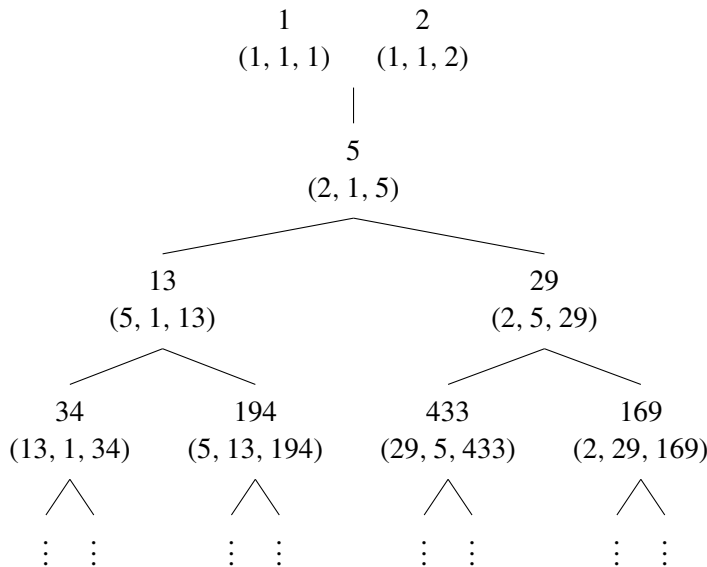 1 2
(1, 1, 1) (1, 1, 2)
5
(2, 1, 5)
13 29
(5, 1, 13) (2, 5, 29)
34 194 433 169
(13, 1, 34) (5, 13, 194) (29, 5, 433) (2, 29, 169)
⋮ ⋮ ⋮ ⋮ ⋮ ⋮ ⋮ ⋮